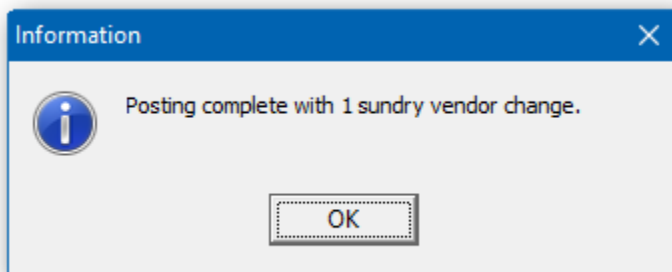 Information
Posting complete with 1 sundry vendor change.
OK